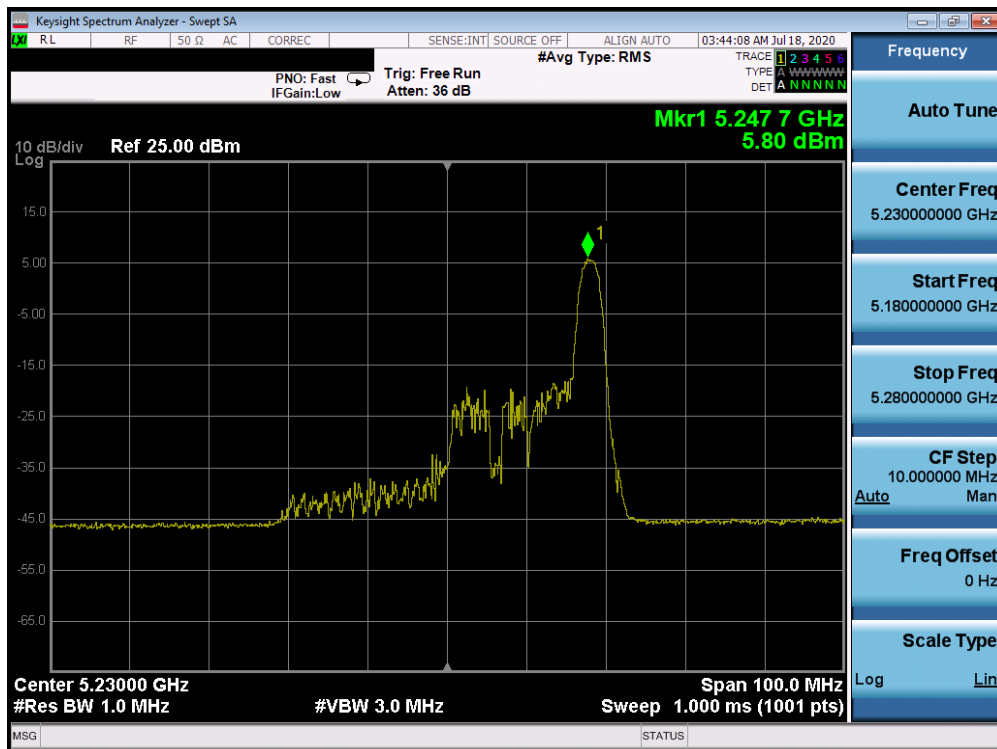 Keysight Spectrum Analyzer - Swept SA
LXI RL RF 50 Ω AC CORREC SENSE:INT SOURCE OFF ALIGN AUTO 03:44:08 AM Jul 18, 2020
#Avg Type: RMS
TRACE 1 2 3 4 5 6
PNO: Fast Trig: Free Run
TYPE A WWWWW
IFGain:Low Atten: 36 dB
DET A N N N N N
Mkr1 5.247 7 GHz
5.80 dBm
10 dB/div Ref 25.00 dBm
Log
15.0
1
5.00
-5.00
-15.0
-25.0
-35.0
-45.0
-55.0
-65.0
Center 5.23000 GHz Span 100.0 MHz
#Res BW 1.0 MHz #VBW 3.0 MHz Sweep 1.000 ms (1001 pts)
MSG STATUS
Frequency
Auto Tune
Center Freq
5.230000000 GHz
Start Freq
5.180000000 GHz
Stop Freq
5.280000000 GHz
CF Step
10.000000 MHz
Auto Man
Freq Offset
0 Hz
Scale Type
Log Lin